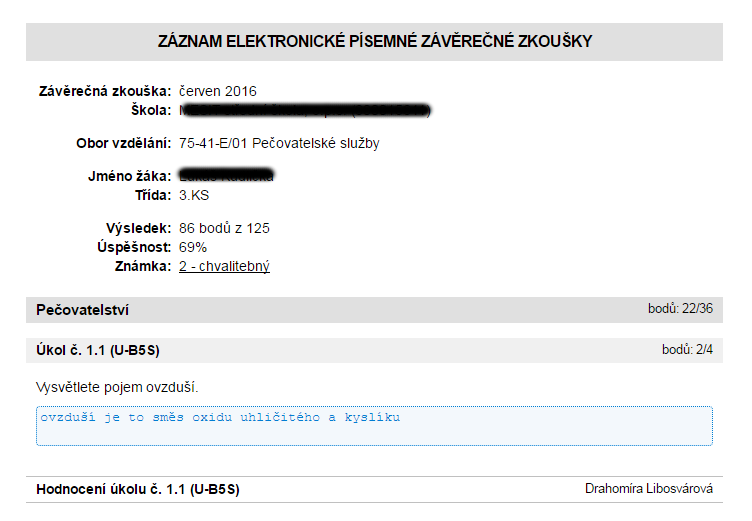 ZÁZNAM ELEKTRONICKÉ PÍSEMNÉ ZÁVĚREČNÉ ZKOUŠKY
Závěrečná zkouška: červen 2016
Škola:
Obor vzdělání: 75-41-E/01 Pečovatelské služby
Jméno žáka:
Třída: 3.KS
Výsledek: 86 bodů z 125
Úspěšnost: 69%
Známka: 2 - chvalitebný
Pečovatelství bodů: 22/36
Úkol č. 1.1 (U-B5S) bodů: 2/4
Vysvětlete pojem ovzduší.
ovzduší je to směs oxidu uhličitého a kyslíku
Hodnocení úkolu č. 1.1 (U-B5S) Drahomíra Libosvárová